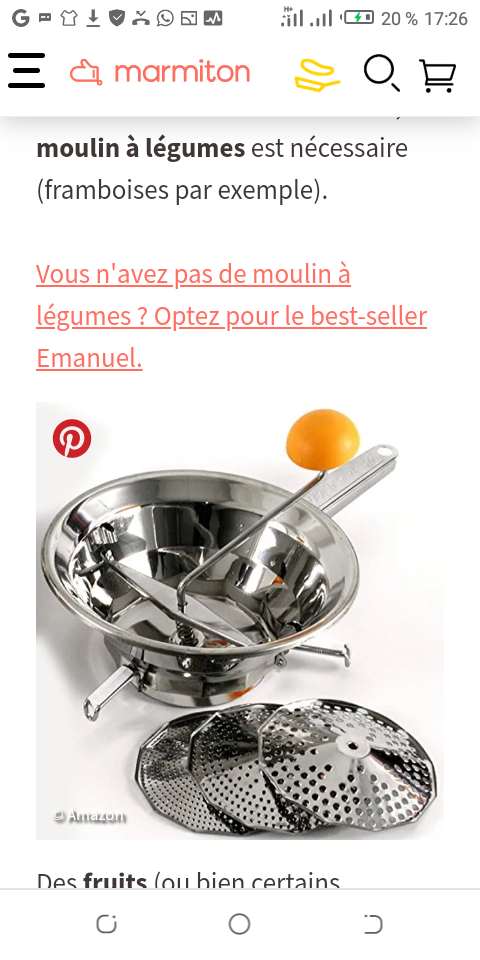 20 % 17:26
marmiton
moulin à légumes est nécessaire
(framboises par exemple).
Vous n'avez pas de moulin à
légumes ? Optez pour le best-seller
Emanuel.
© Amazon
Des fruits (ou bien certains